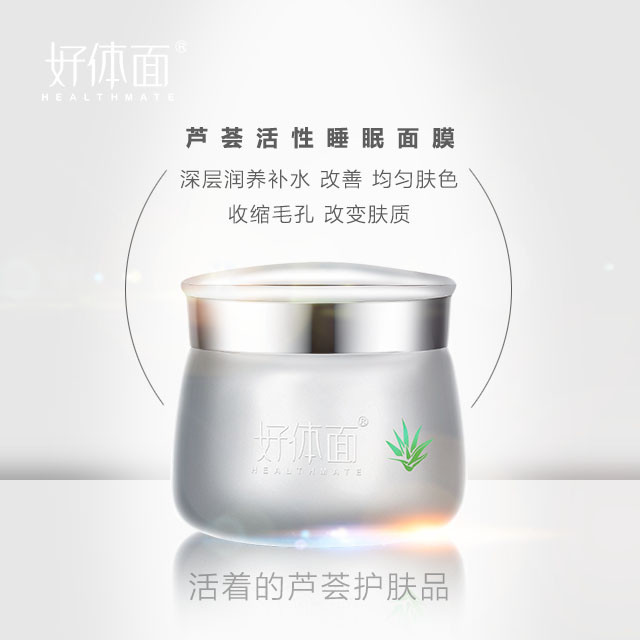 好体面®
HEALTHMATE
芦荟活性睡眠面膜
深层润养补水 改善 均匀肤色
收缩毛孔 改变肤质
好体面®
HEALTHMATE
活着的芦荟护肤品